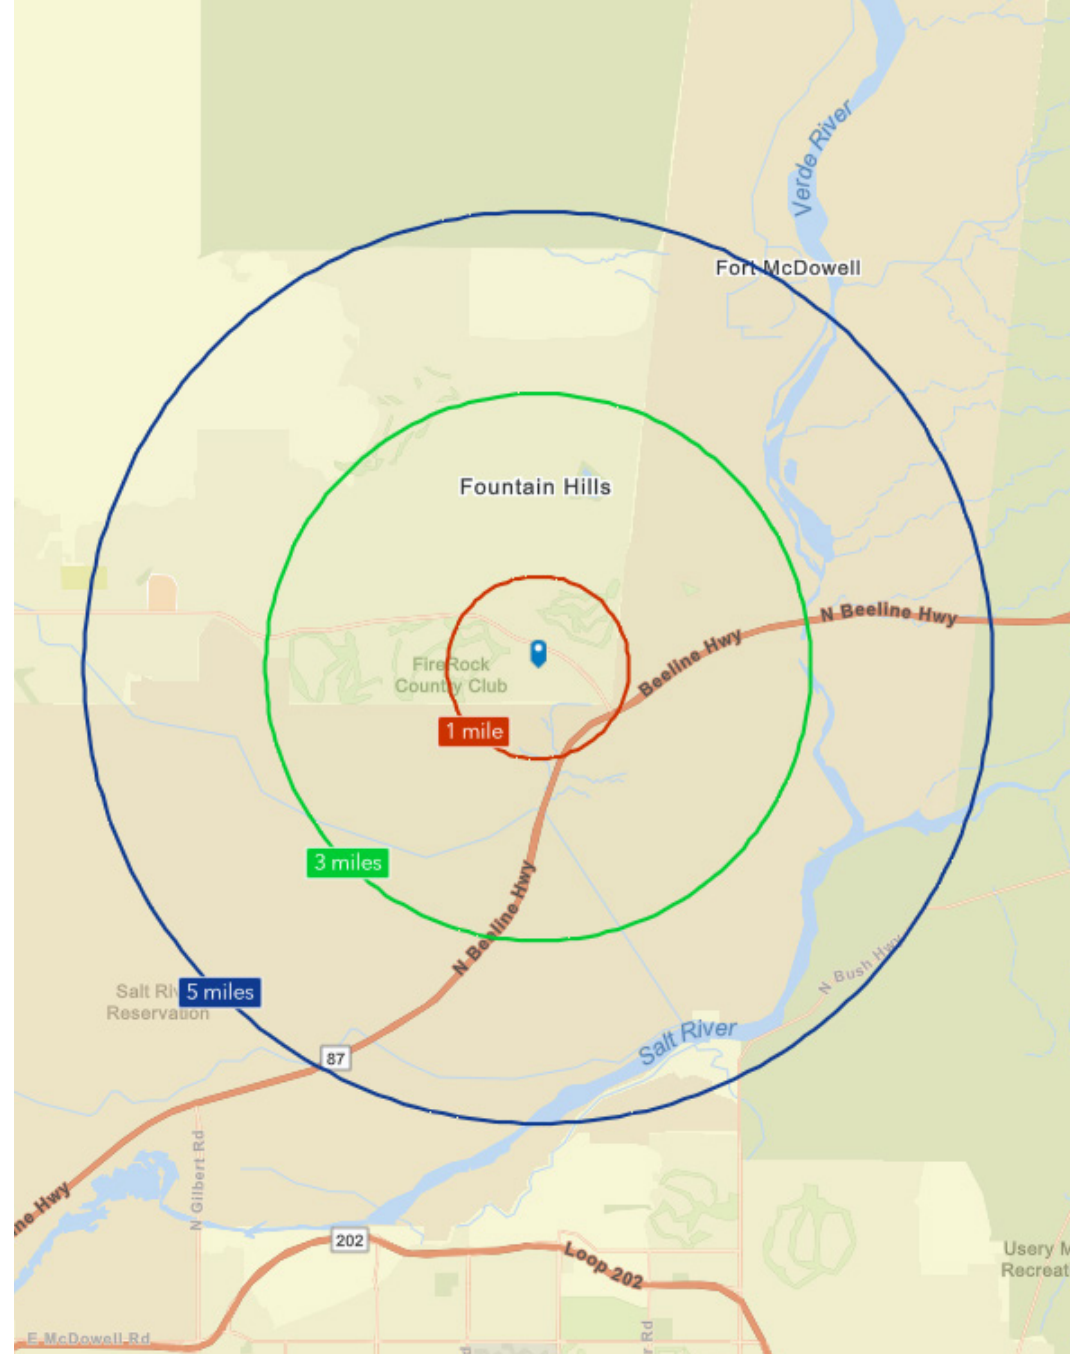 Verde River
Fort McDowell
Fountain Hills
N Beeline Hwy
Beeline Hwy
FireRock
Country Club
1 mile
3 miles
N Beeline Hwy
N Bush Hwy
5 miles
Salt Ri
Reservation
Salt River
87
N Gilbert Rd
ne Hwy
202
Loop 202
Usery M
Recreat
E McDowell Rd
r Rd
d